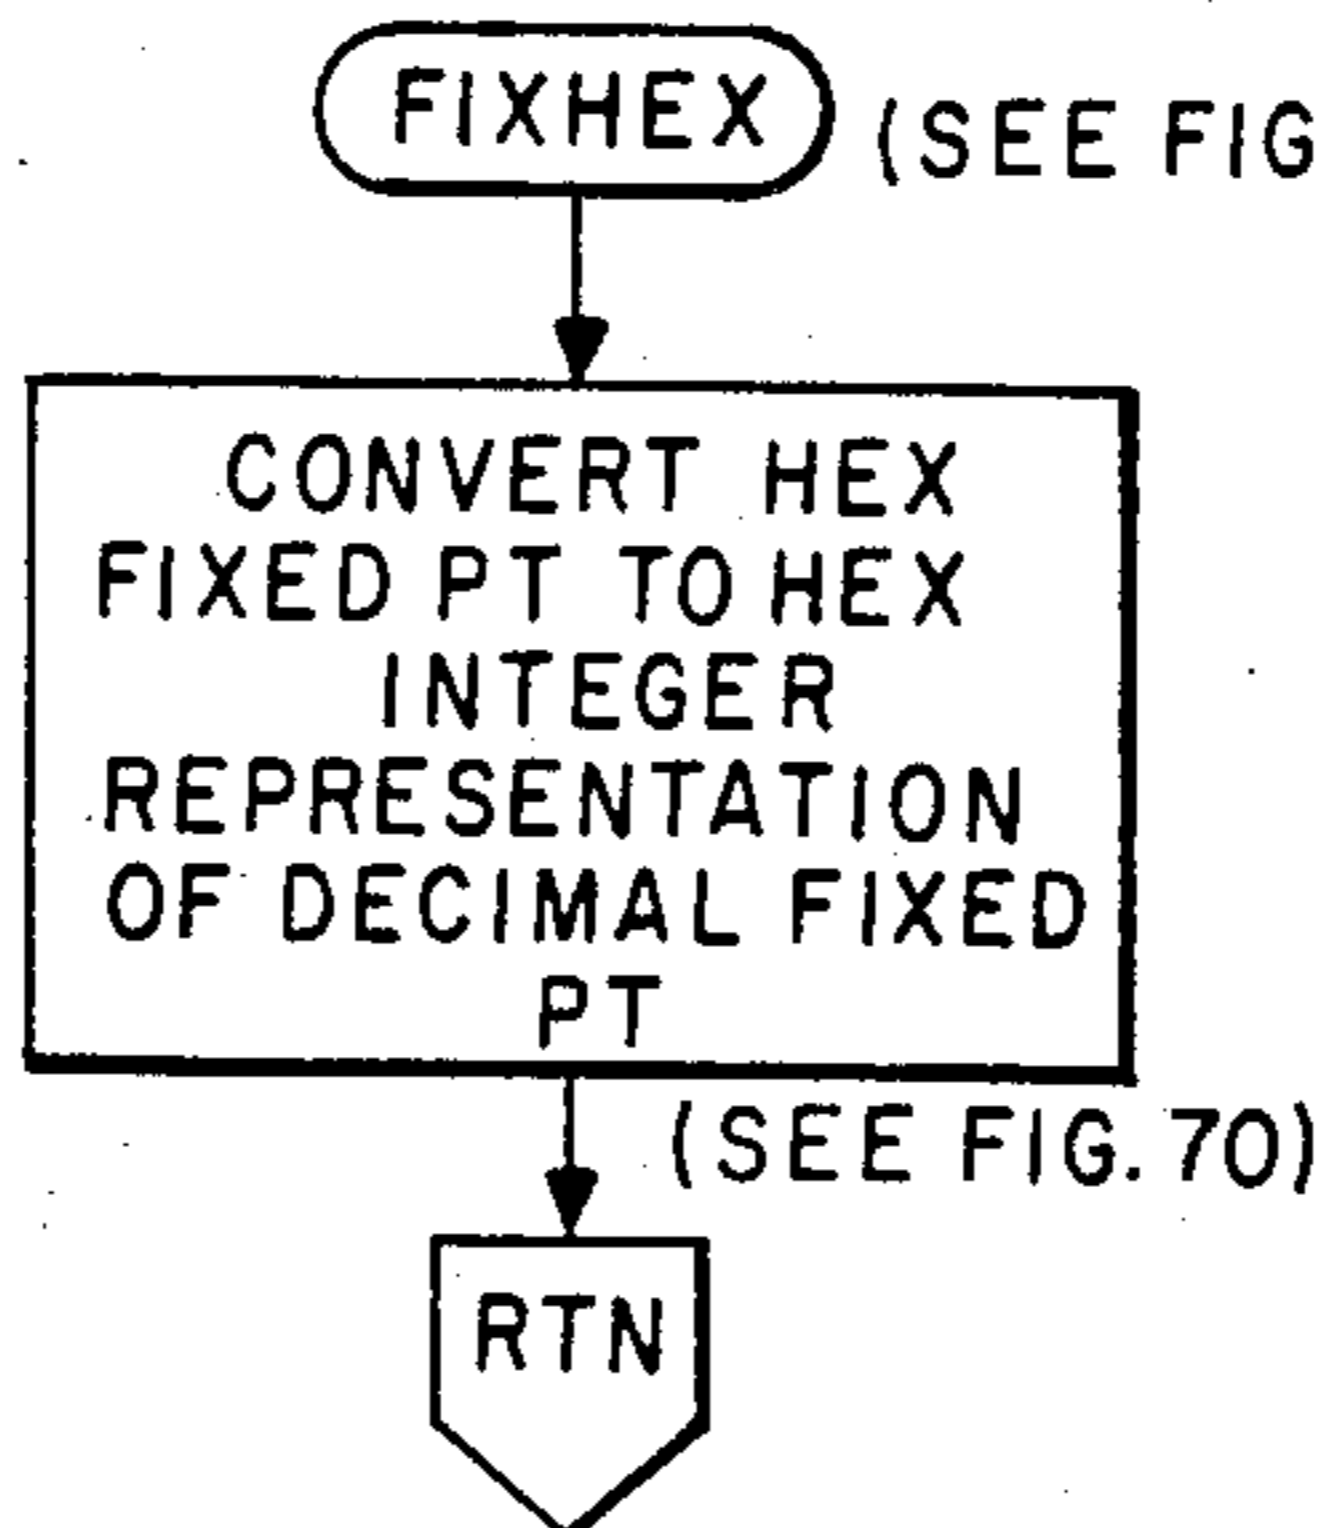 FIXHEX (SEE FIG
CONVERT HEX
FIXED PT TO HEX
INTEGER
REPRESENTATION
OF DECIMAL FIXED
PT
(SEE FIG. 70)
RTN